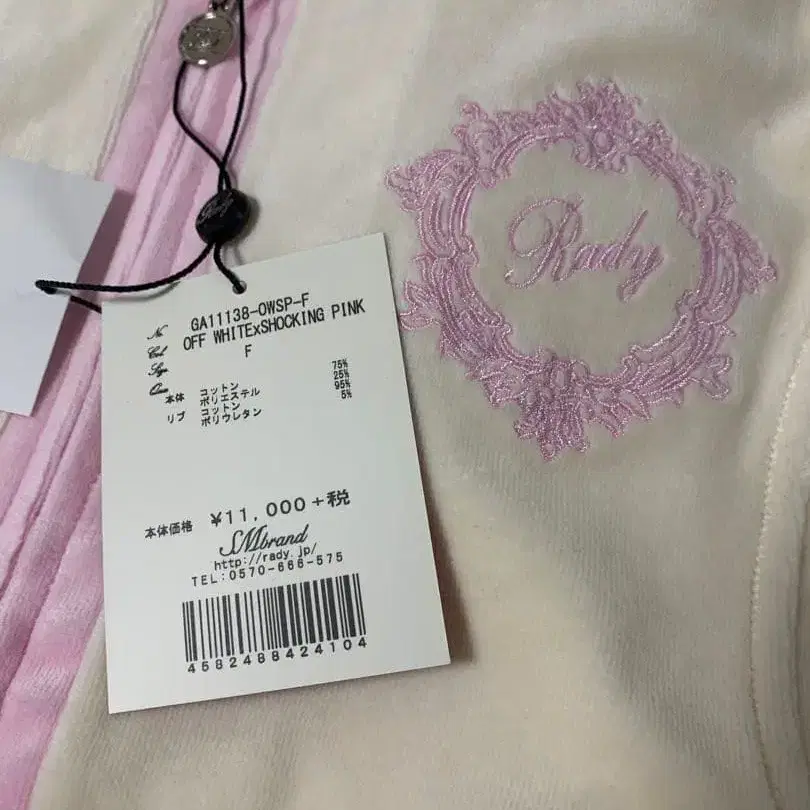 Rady
No. GA11138-OWSP-F
Col. OFF WHITExSHOCKING PINK
F
本体 コットン 75%
ポリエステル 25%
リブ コットン 95%
ポリウレタン 5%
本体価格 ¥11,000+税
SMbrand
http://rady.jp/
TEL:0570-666-575
4582488424104